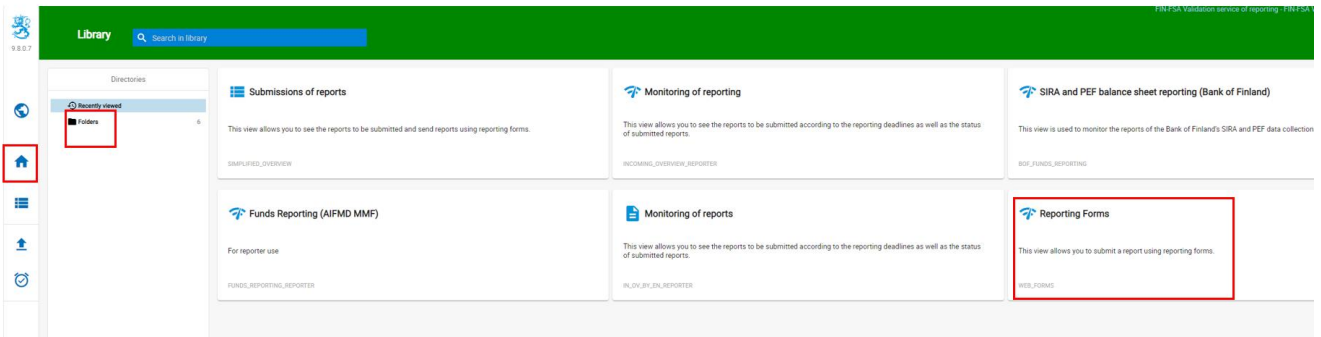 FIN-FSA Validation service of reporting - FIN-FSA
9.8.0.7
Library
Search in library
Directories
Recently viewed
Folders 6
Submissions of reports
This view allows you to see the reports to be submitted and send reports using reporting forms.
SIMPLIFIED_OVERVIEW
Monitoring of reporting
This view allows you to see the reports to be submitted according to the reporting deadlines as well as the status
of submitted reports.
INCOMING_OVERVIEW_REPORTER
SIRA and PEF balance sheet reporting (Bank of Finland)
This view is used to monitor the reports of the Bank of Finland's SIRA and PEF data collection
BOF_FUNDS_REPORTING
Funds Reporting (AIFMD MMF)
For reporter use
FUNDS_REPORTING_REPORTER
Monitoring of reports
This view allows you to see the reports to be submitted according to the reporting deadlines as well as the status
of submitted reports.
IN_OV_BY_EN_REPORTER
Reporting Forms
This view allows you to submit a report using reporting forms.
WEB_FORMS